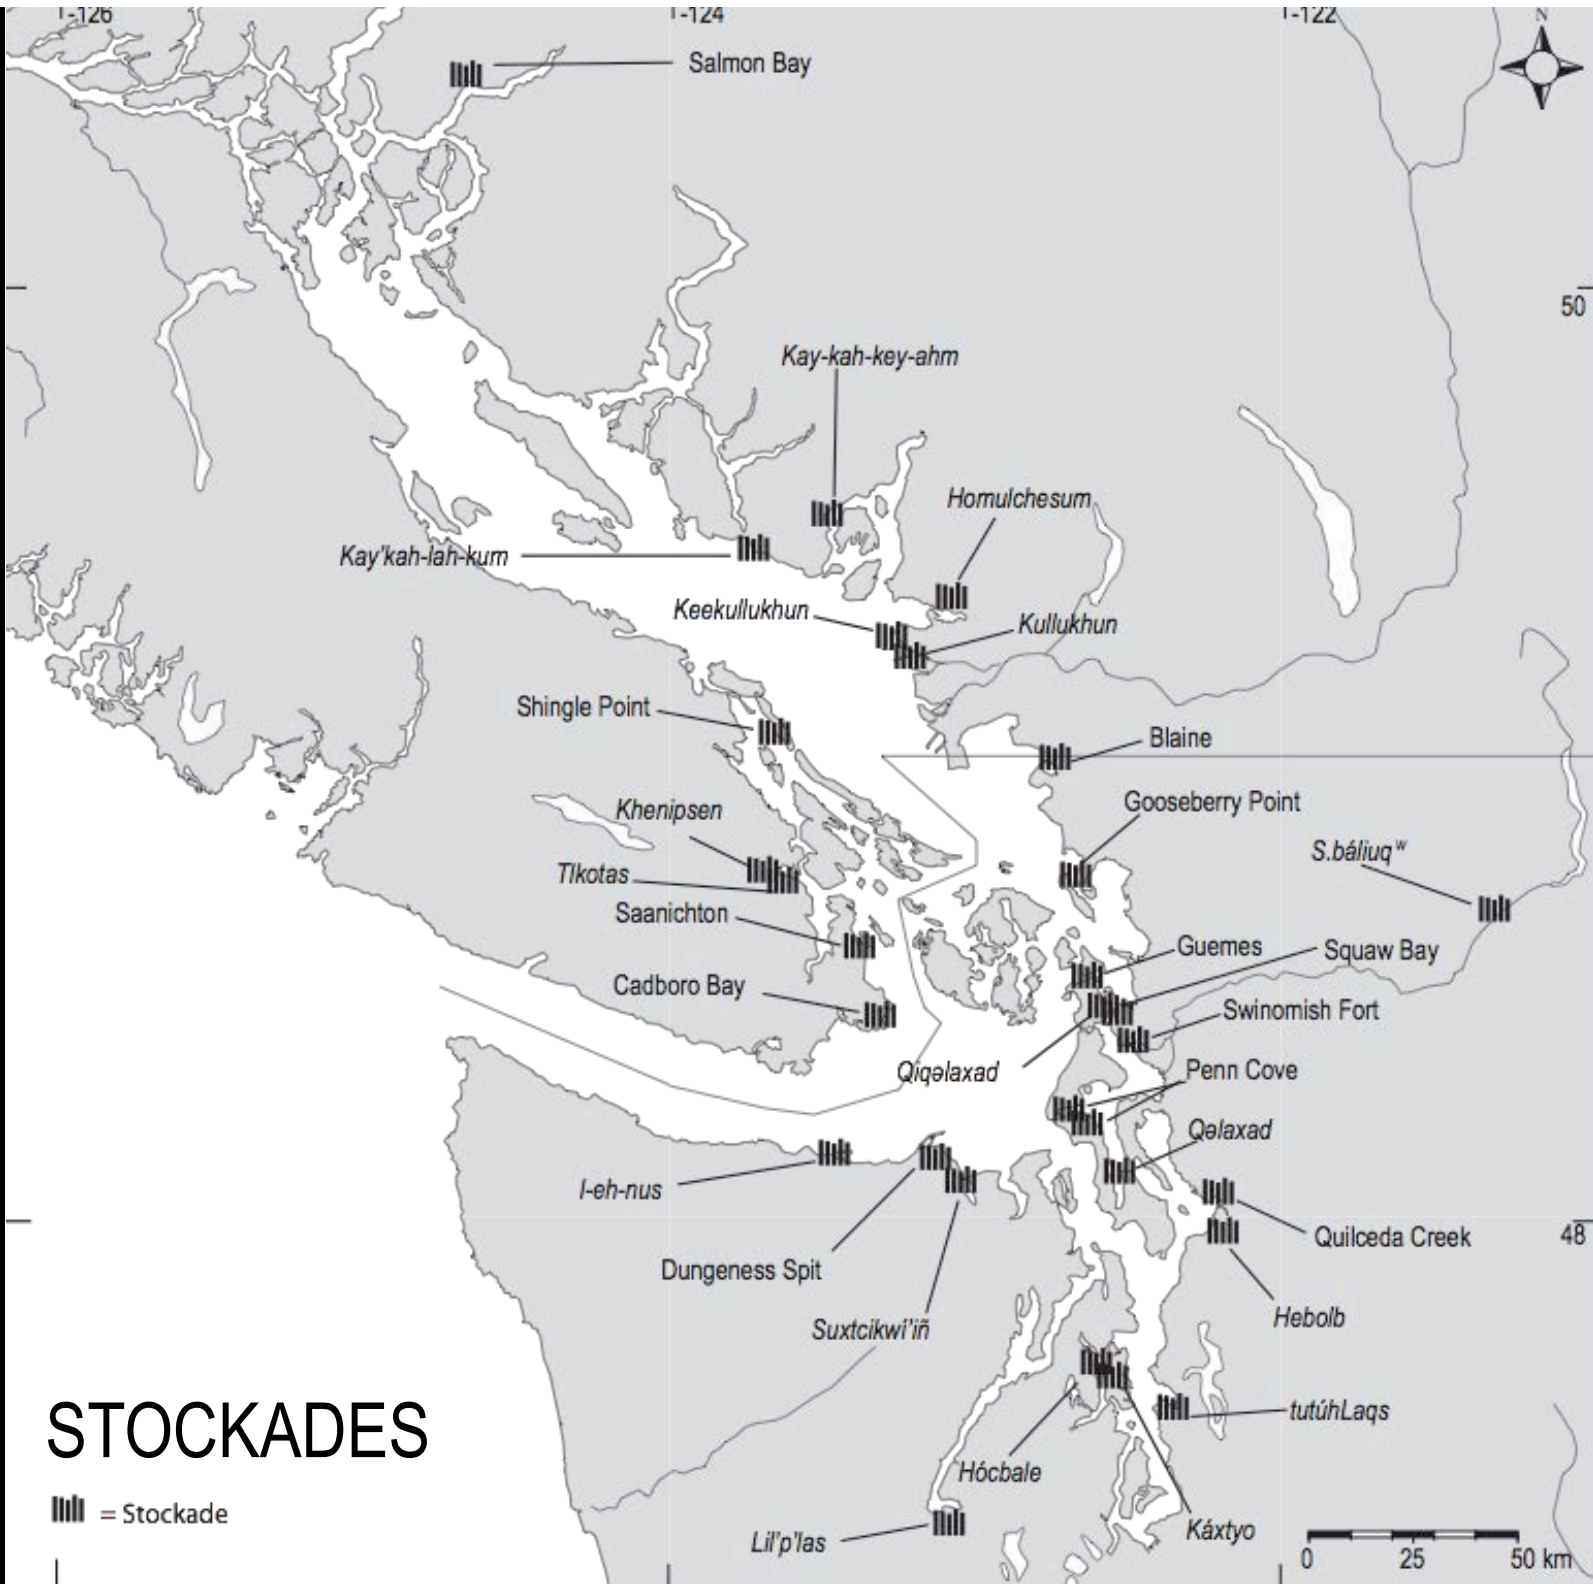 -126
-124
-122
N
Salmon Bay
50
Kay-kah-key-ahm
Homulchesum
Kay'kah-lah-kum
Keekullukhun
Kullukhun
Shingle Point
Blaine
Gooseberry Point
Khenipsen
S.báliuqʷ
Tlkotas
Saanichton
Guemes
Squaw Bay
Cadboro Bay
Swinomish Fort
Qiqəlaxad
Penn Cove
Qəlaxad
I-eh-nus
Quilceda Creek
48
Dungeness Spit
Hebolb
Suxtcikwi'iñ
tutúhLaqs
STOCKADES
Hócbale
= Stockade
Káxtyo
Lil'p'las
0 25 50 km